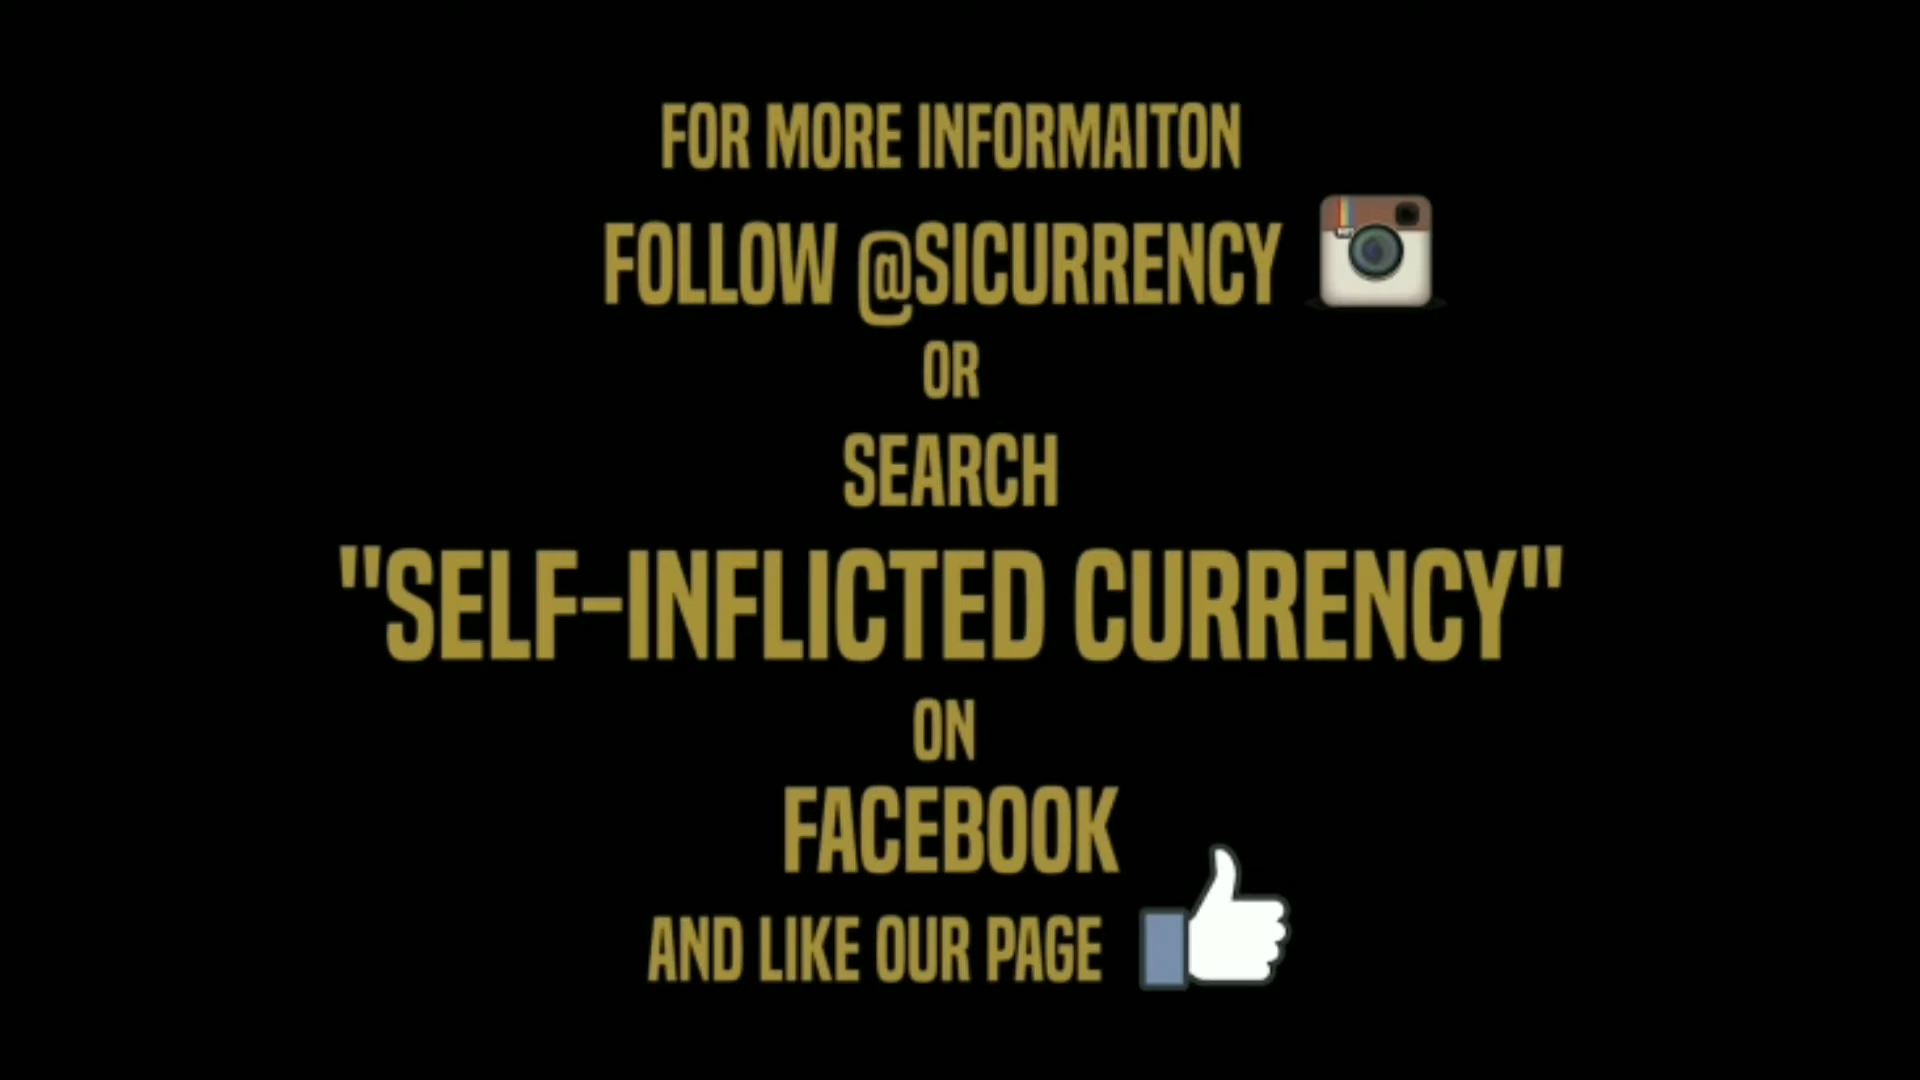 FOR MORE INFORMAITON
FOLLOW @SICURRENCY
OR
SEARCH
"SELF-INFLICTED CURRENCY"
ON
FACEBOOK
AND LIKE OUR PAGE